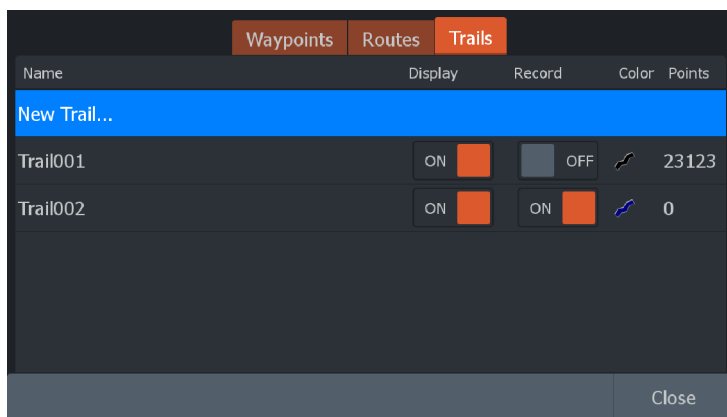 Waypoints Routes Trails
Name Display Record Color Points
New Trail...
Trail001 ON OFF 23123
Trail002 ON ON 0
Close